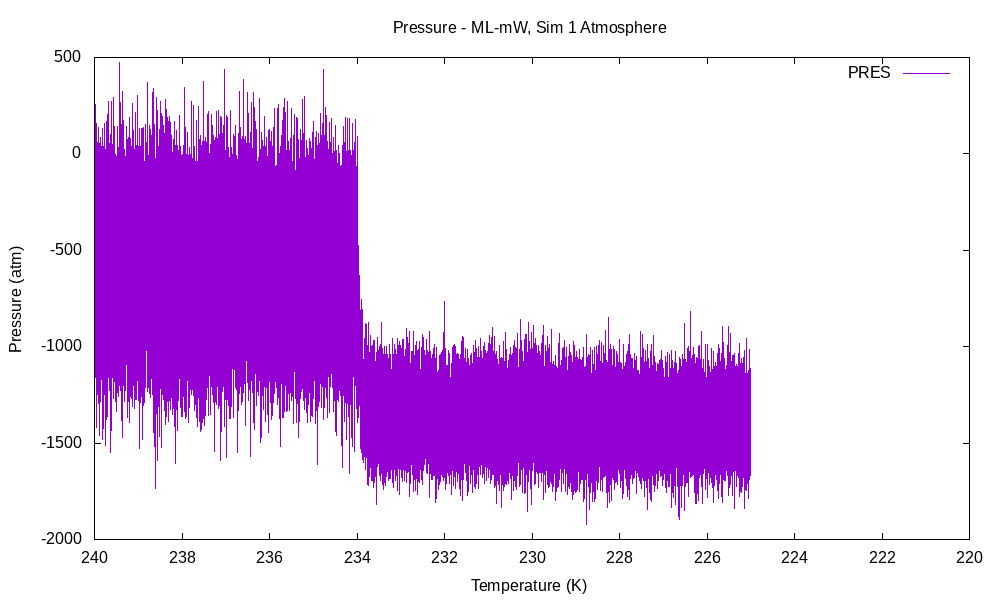 Pressure - ML-mW, Sim 1 Atmosphere
PRES
500
0
-500
-1000
-1500
-2000
Pressure (atm)
240 238 236 234 232 230 228 226 224 222 220
Temperature (K)